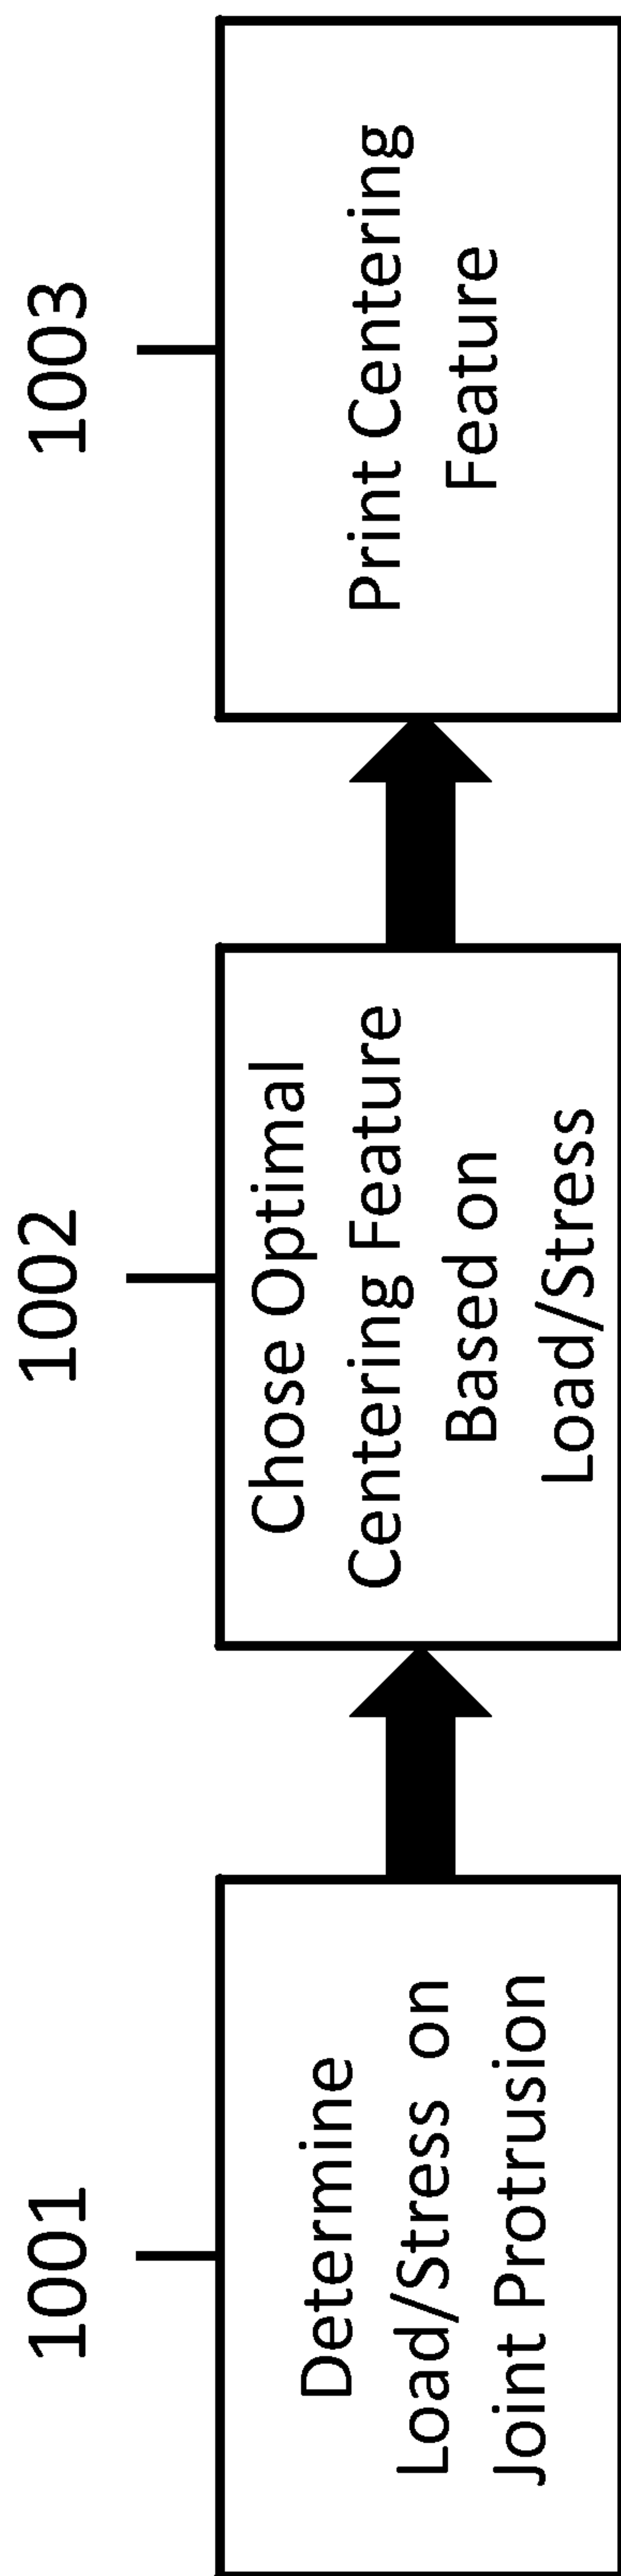 1001
Determine
Load/Stress on
Joint Protrusion
1002
Chose Optimal
Centering Feature
Based on
Load/Stress
1003
Print Centering
Feature